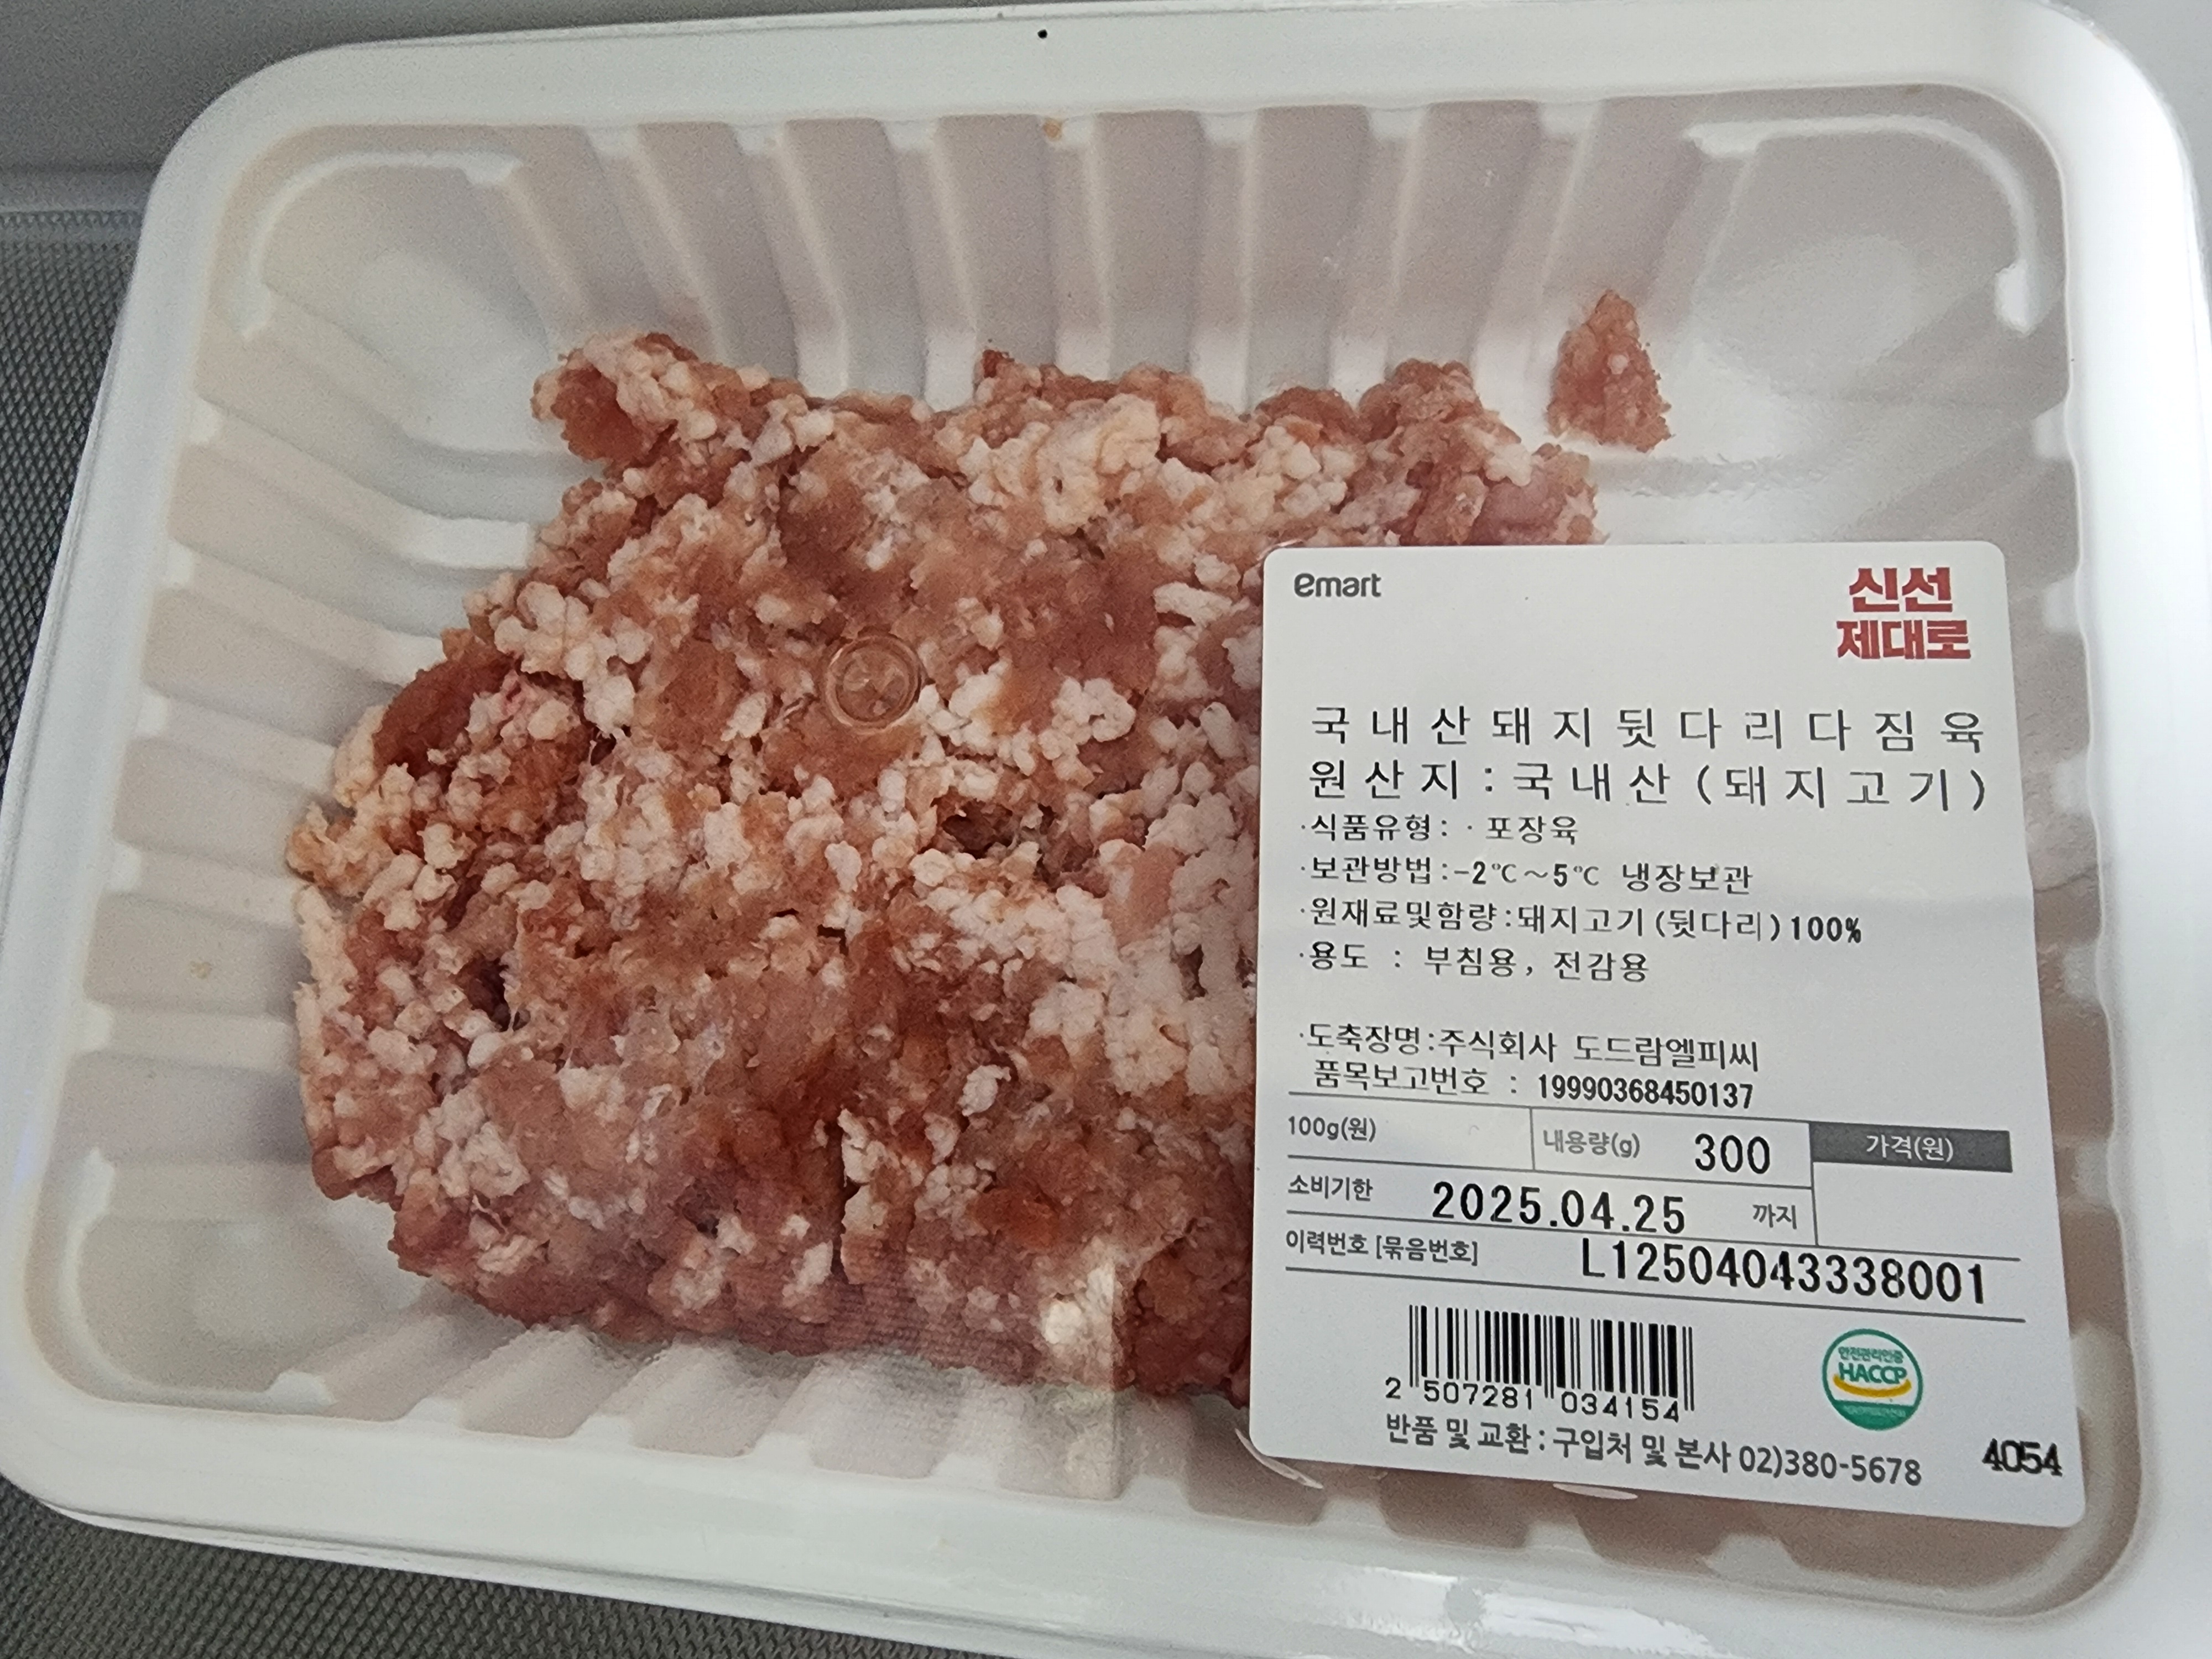 emart
신선
제대로
국내산돼지뒷다리다짐육
원산지:국내산(돼지고기)
·식품유형: · 포장육
·보관방법:-2℃~5℃ 냉장보관
·원재료및함량:돼지고기(뒷다리)100%
·용도 : 부침용, 전감용
·도축장명:주식회사 도드람엘피씨
품목보고번호 : 19990368450137
100g(원) 내용량(g) 300 가격(원)
소비기한 2025.04.25 까지
이력번호 [묶음번호] L12504043338001
2 507281 034154
안전관리인증
HACCP
반품 및 교환 : 구입처 및 본사 02)380-5678
4054